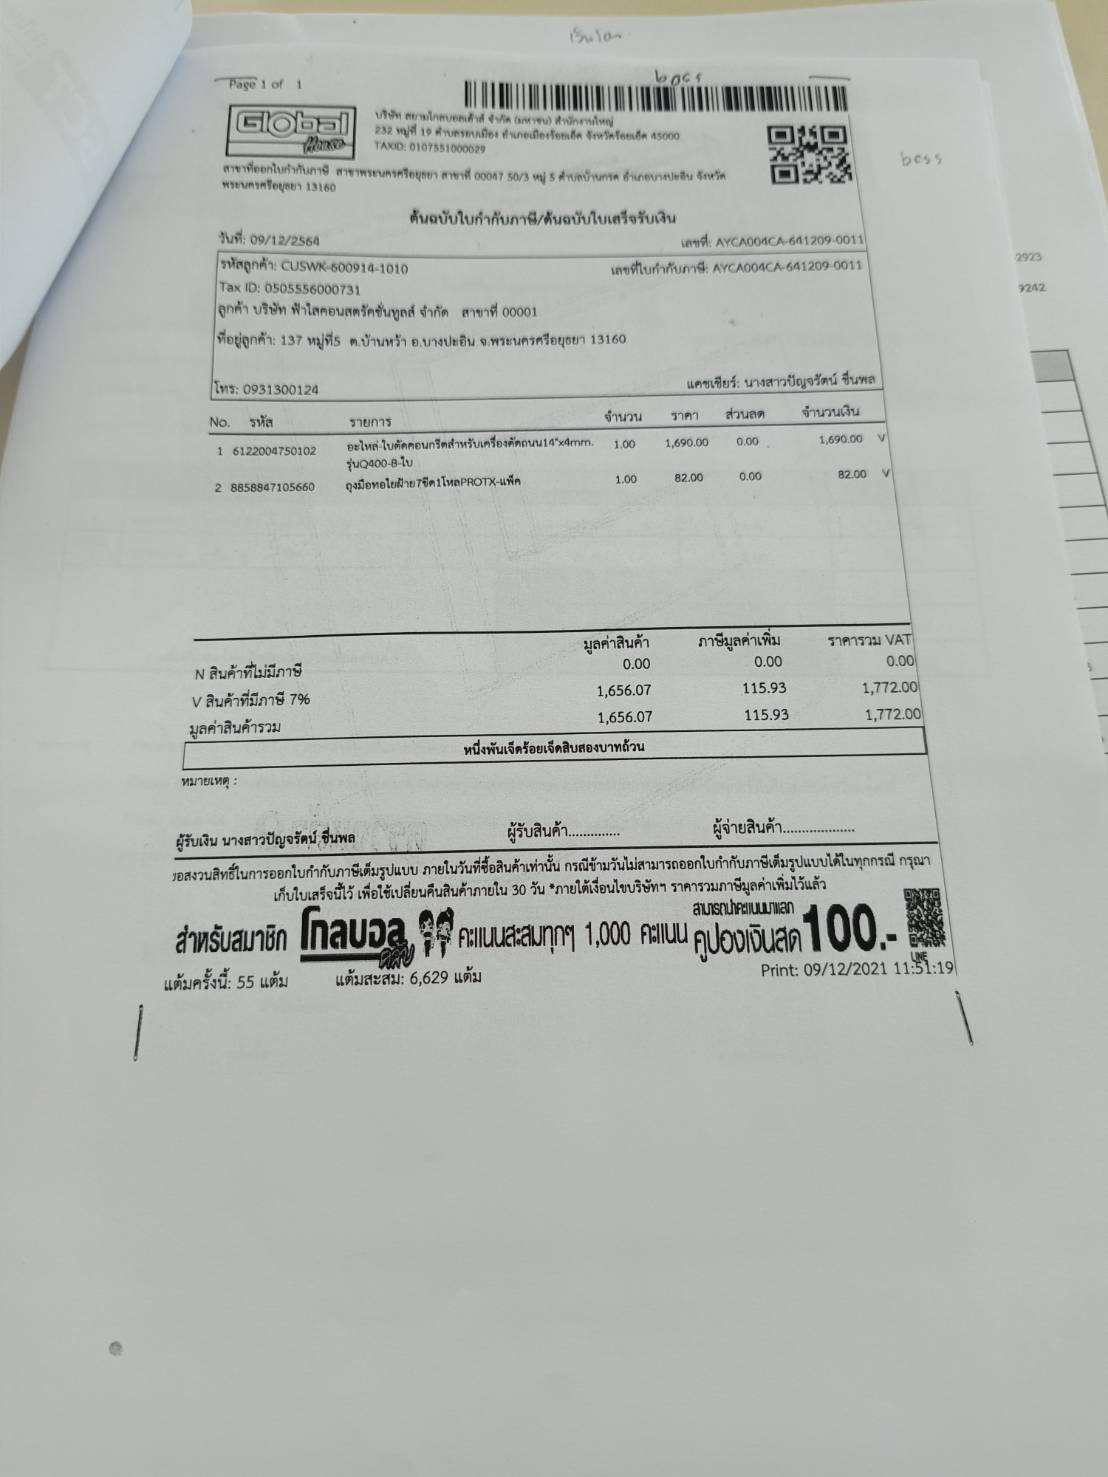 Page 1 of 1
boss
Global
House
บริษัท สยามโกลบอลเฮ้าส์ จำกัด (มหาชน) สำนักงานใหญ่
232 หมู่ที่ 19 ตำบลรอบเมือง อำเภอเมืองร้อยเอ็ด จังหวัดร้อยเอ็ด 45000
TAXID: 0107551000029
boss
สาขาที่ออกใบกำกับภาษี สาขาพระนครศรีอยุธยา สาขาที่ 00047 50/3 หมู่ 5 ตำบลบ้านกรด อำเภอบางปะอิน จังหวัด
พระนครศรีอยุธยา 13160
ต้นฉบับใบกำกับภาษี/ต้นฉบับใบเสร็จรับเงิน
วันที่: 09/12/2564 เลขที่: AYCA004CA-641209-0011
รหัสลูกค้า: CUSWK-600914-1010 เลขที่ใบกำกับภาษี: AYCA004CA-641209-0011
Tax ID: 0505556000731
ลูกค้า บริษัท ฟ้าใสคอนสตรัคชั่นทูลส์ จำกัด สาขาที่ 00001
ที่อยู่ลูกค้า: 137 หมู่ที่5 ต.บ้านหว้า อ.บางปะอิน จ.พระนครศรีอยุธยา 13160
โทร: 0931300124 แคชเชียร์: นางสาวปัญจรัตน์ ชื่นพล
No. รหัส รายการ จำนวน ราคา ส่วนลด จำนวนเงิน
1 6122004750102 อะไหล่-ใบตัดคอนกรีตสำหรับเครื่องตัดถนน14"x4mm. 1.00 1,690.00 0.00 1,690.00 V
รุ่นQ400-B-ใบ
2 8858847105660 ถุงมือทอใยฝ้าย7ขีด1โหลPROTX-แพ็ค 1.00 82.00 0.00 82.00 V
มูลค่าสินค้า ภาษีมูลค่าเพิ่ม ราคารวม VAT
N สินค้าที่ไม่มีภาษี 0.00 0.00 0.00
V สินค้าที่มีภาษี 7% 1,656.07 115.93 1,772.00
มูลค่าสินค้ารวม 1,656.07 115.93 1,772.00
หนึ่งพันเจ็ดร้อยเจ็ดสิบสองบาทถ้วน
หมายเหตุ :
ผู้รับเงิน นางสาวปัญจรัตน์ ชื่นพล ผู้รับสินค้า.............. ผู้จ่ายสินค้า....................
ขอสงวนสิทธิ์ในการออกใบกำกับภาษีเต็มรูปแบบ ภายในวันที่ซื้อสินค้าเท่านั้น กรณีข้ามวันไม่สามารถออกใบกำกับภาษีเต็มรูปแบบได้ในทุกกรณี กรุณา
เก็บใบเสร็จนี้ไว้ เพื่อใช้เปลี่ยนคืนสินค้าภายใน 30 วัน *ภายใต้เงื่อนไขบริษัทฯ ราคารวมภาษีมูลค่าเพิ่มไว้แล้ว
สำหรับสมาชิก โกลบอล คลับ คะแนนสะสมทุกๆ 1,000 คะแนน สามารถนำคะแนนมาแลก คูปองเงินสด 100.-
LINE
แต้มครั้งนี้: 55 แต้ม แต้มสะสม: 6,629 แต้ม Print: 09/12/2021 11:51:19
2923
9242